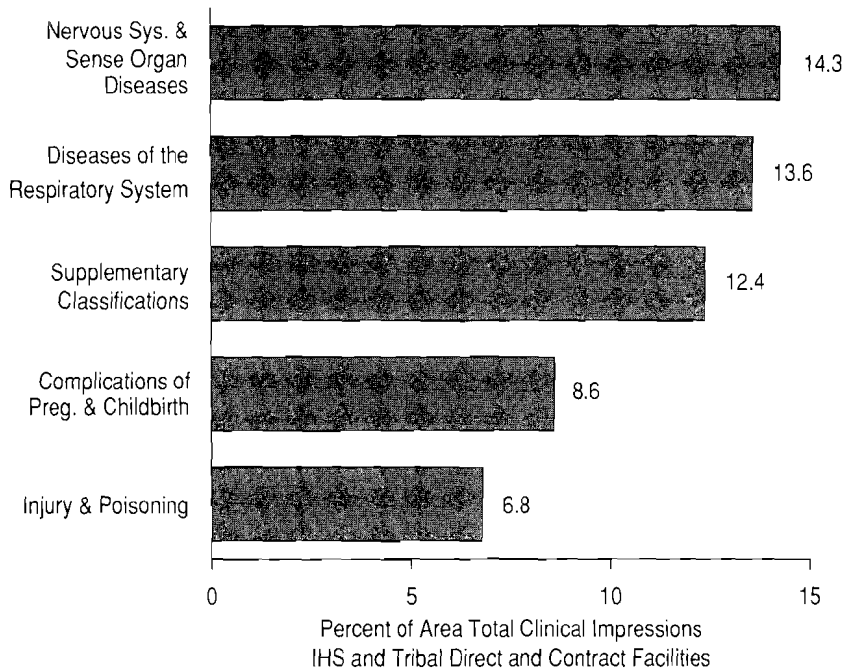 Nervous Sys. &
Sense Organ
Diseases
14.3
Diseases of the
Respiratory System
13.6
Supplementary
Classifications
12.4
Complications of
Preg. & Childbirth
8.6
Injury & Poisoning
6.8
0 5 10 15
Percent of Area Total Clinical Impressions
IHS and Tribal Direct and Contract Facilities